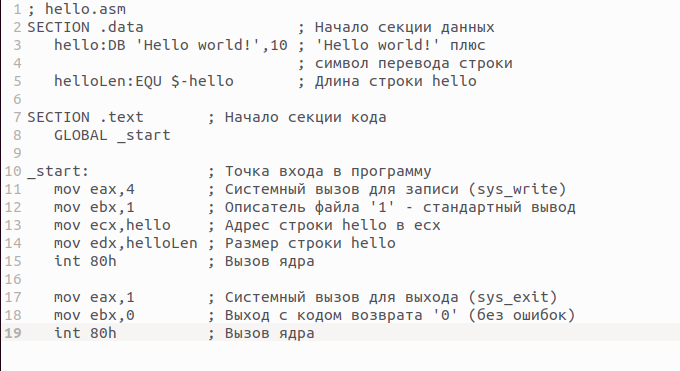 1 ; hello.asm
2 SECTION .data ; Начало секции данных
3 hello:DB 'Hello world!',10 ; 'Hello world!' плюс
4 ; символ перевода строки
5 helloLen:EQU $-hello ; Длина строки hello
6
7 SECTION .text ; Начало секции кода
8 GLOBAL _start
9
10 _start: ; Точка входа в программу
11 mov eax,4 ; Системный вызов для записи (sys_write)
12 mov ebx,1 ; Описатель файла '1' - стандартный вывод
13 mov ecx,hello ; Адрес строки hello в ecx
14 mov edx,helloLen ; Размер строки hello
15 int 80h ; Вызов ядра
16
17 mov eax,1 ; Системный вызов для выхода (sys_exit)
18 mov ebx,0 ; Выход с кодом возврата '0' (без ошибок)
19 int 80h ; Вызов ядра